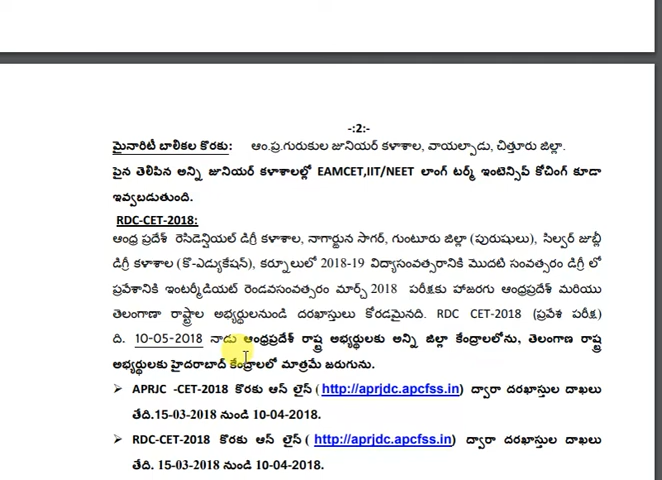 -:2:-
మైనారిటీ బాలికల కొరకు: ఆం.ప్ర.గురుకుల జూనియర్ కళాశాల, వాయల్పాడు, చిత్తూరు జిల్లా.
పైన తెలిపిన అన్ని జూనియర్ కళాశాలల్లో EAMCET,IIT/NEET లాంగ్ టర్మ్ ఇంటెన్సివ్ కోచింగ్ కూడా
ఇవ్వబడుతుంది.
RDC-CET-2018:
ఆంధ్ర ప్రదేశ్ రెసిడెన్షియల్ డిగ్రీ కళాశాల, నాగార్జున సాగర్, గుంటూరు జిల్లా (పురుషులు), సిల్వర్ జుబ్లీ
డిగ్రీ కళాశాల (కొ-ఎడ్యుకేషన్), కర్నూలులో 2018-19 విద్యాసంవత్సరానికి మొదటి సంవత్సరం డిగ్రీ లో
ప్రవేశానికి ఇంటర్మీడియట్ రెండవసంవత్సరం మార్చ్ 2018 పరీక్షకు హాజరగు ఆంధ్రప్రదేశ్ మరియు
తెలంగాణా రాష్ట్రాల అభ్యర్థులనుండి దరఖాస్తులు కోరడమైనది. RDC CET-2018 (ప్రవేశ పరీక్ష)
ది. 10-05-2018 నాడు ఆంధ్రప్రదేశ్ రాష్ట్ర అభ్యర్థులకు అన్ని జిల్లా కేంద్రాలలోను, తెలంగాణ రాష్ట్ర
అభ్యర్థులకు హైదరాబాద్ కేంద్రాలలో మాత్రమే జరుగును.
➢ APRJC -CET-2018 కొరకు ఆన్ లైన్ ( http://aprjdc.apcfss.in) ద్వారా దరఖాస్తుల దాఖలు
తేది.15-03-2018 నుండి 10-04-2018.
➢ RDC-CET-2018 కొరకు ఆన్ లైన్ ( http://aprjdc.apcfss.in) ద్వారా దరఖాస్తుల దాఖలు
తేది. 15-03-2018 నుండి 10-04-2018.